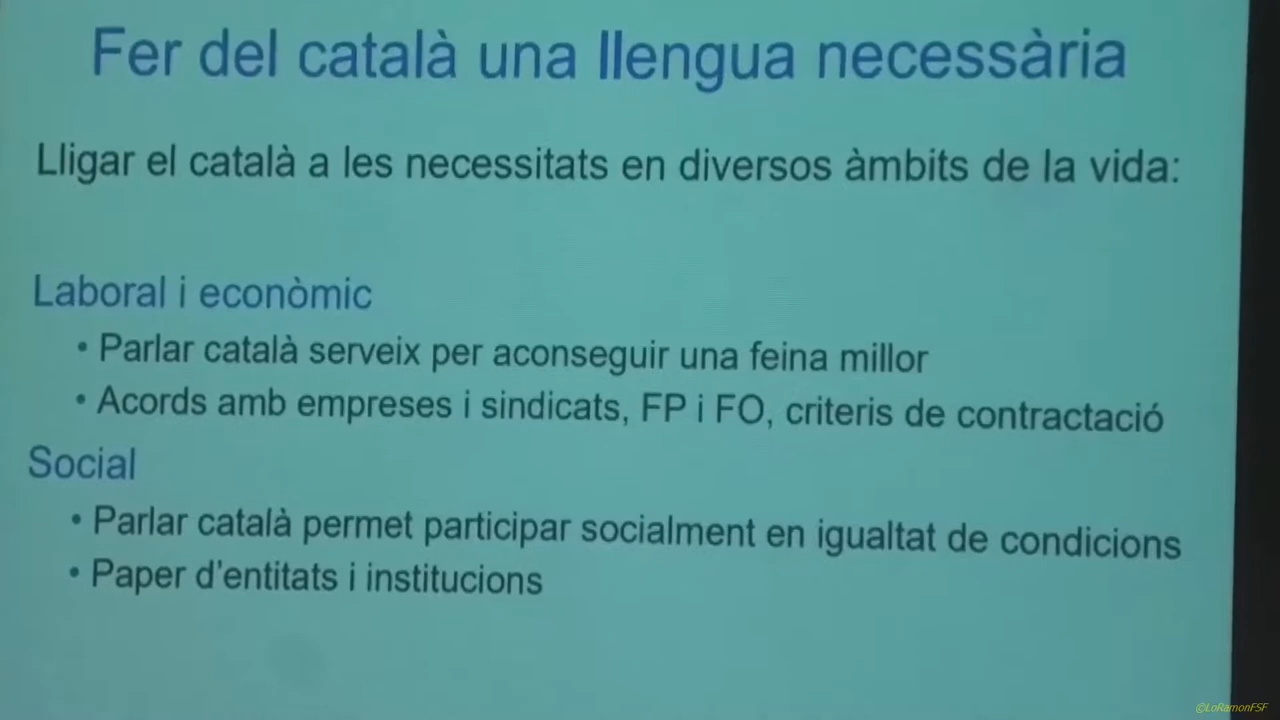 Fer del català una llengua necessària
Lligar el català a les necessitats en diversos àmbits de la vida:
Laboral i econòmic
• Parlar català serveix per aconseguir una feina millor
• Acords amb empreses i sindicats, FP i FO, criteris de contractació
Social
• Parlar català permet participar socialment en igualtat de condicions
• Paper d'entitats i institucions
©LoRamonFSF